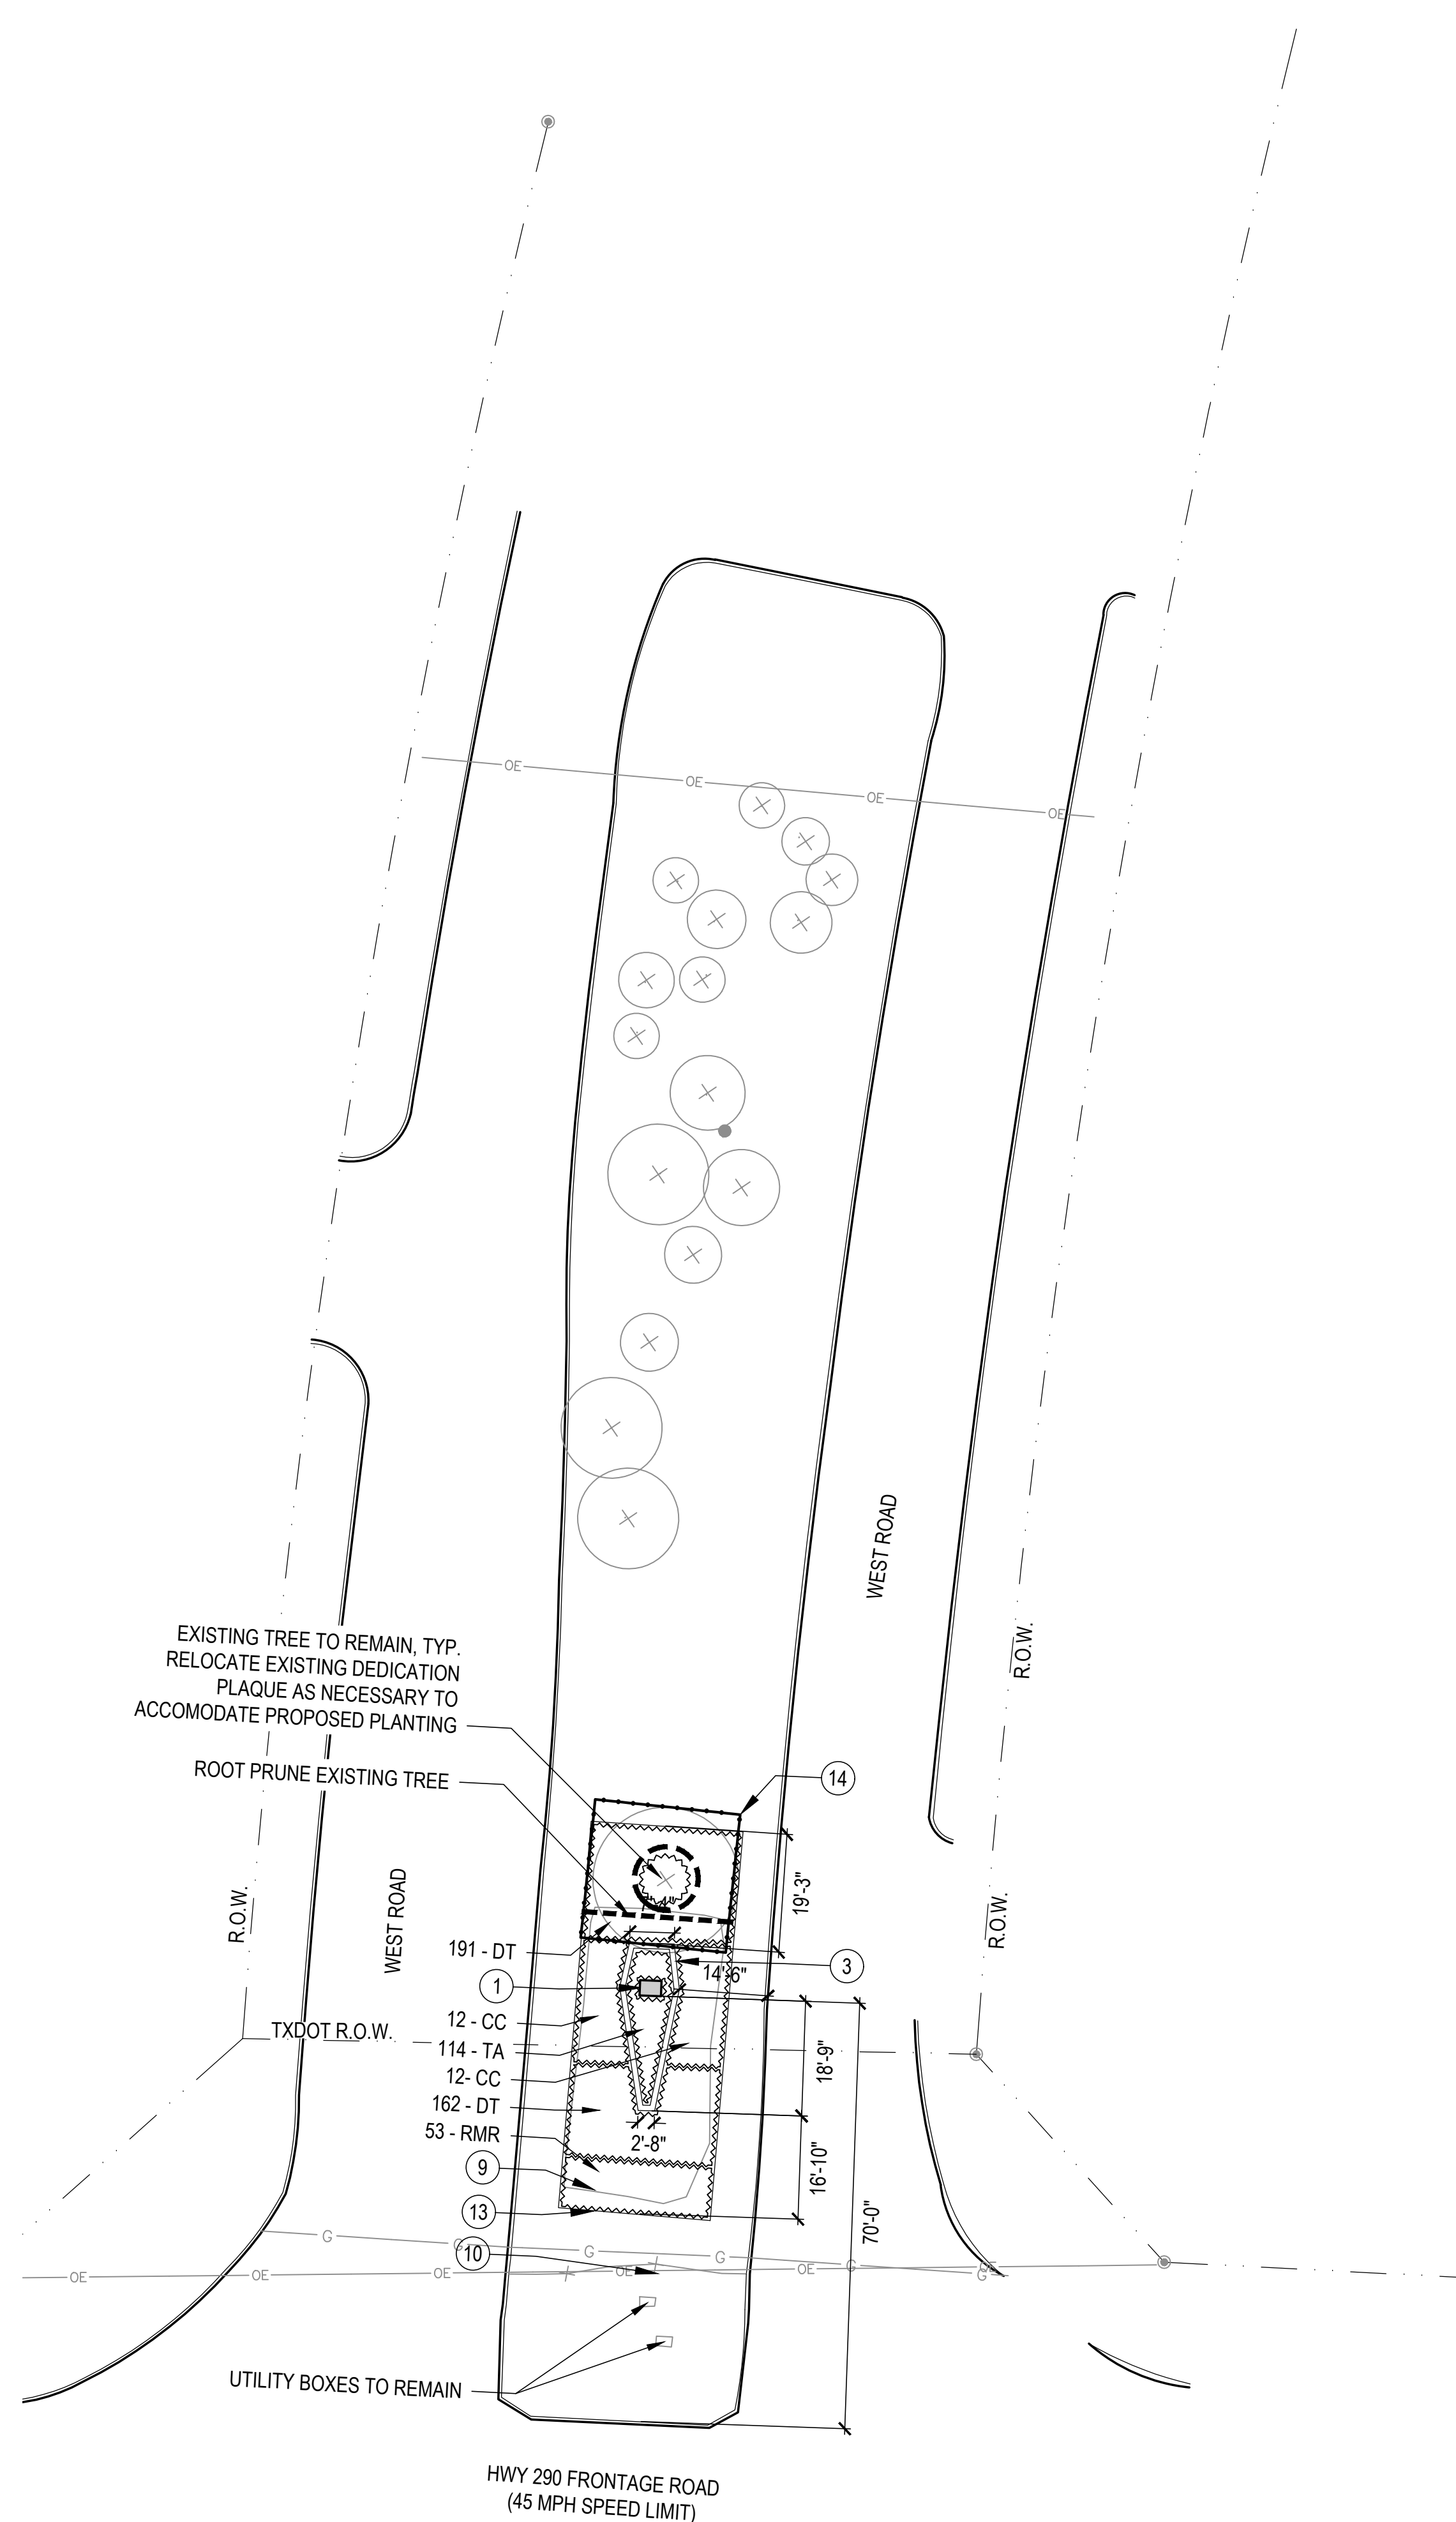 OE
OE
OE
OE
WEST ROAD
EXISTING TREE TO REMAIN, TYP.
RELOCATE EXISTING DEDICATION
PLAQUE AS NECESSARY TO
ACCOMODATE PROPOSED PLANTING
R.O.W.
ROOT PRUNE EXISTING TREE
14
19'-3"
R.O.W.
WEST ROAD
R.O.W.
191 - DT
3
14'-6"
1
12 - CC
TXDOT R.O.W.
114 - TA
18'-9"
12- CC
162 - DT
53 - RMR
2'-8"
16'-10"
9
13
70'-0"
G
G
G
G
G
G
10
OE
OE
OE
OE
OE
OE
UTILITY BOXES TO REMAIN
HWY 290 FRONTAGE ROAD
(45 MPH SPEED LIMIT)